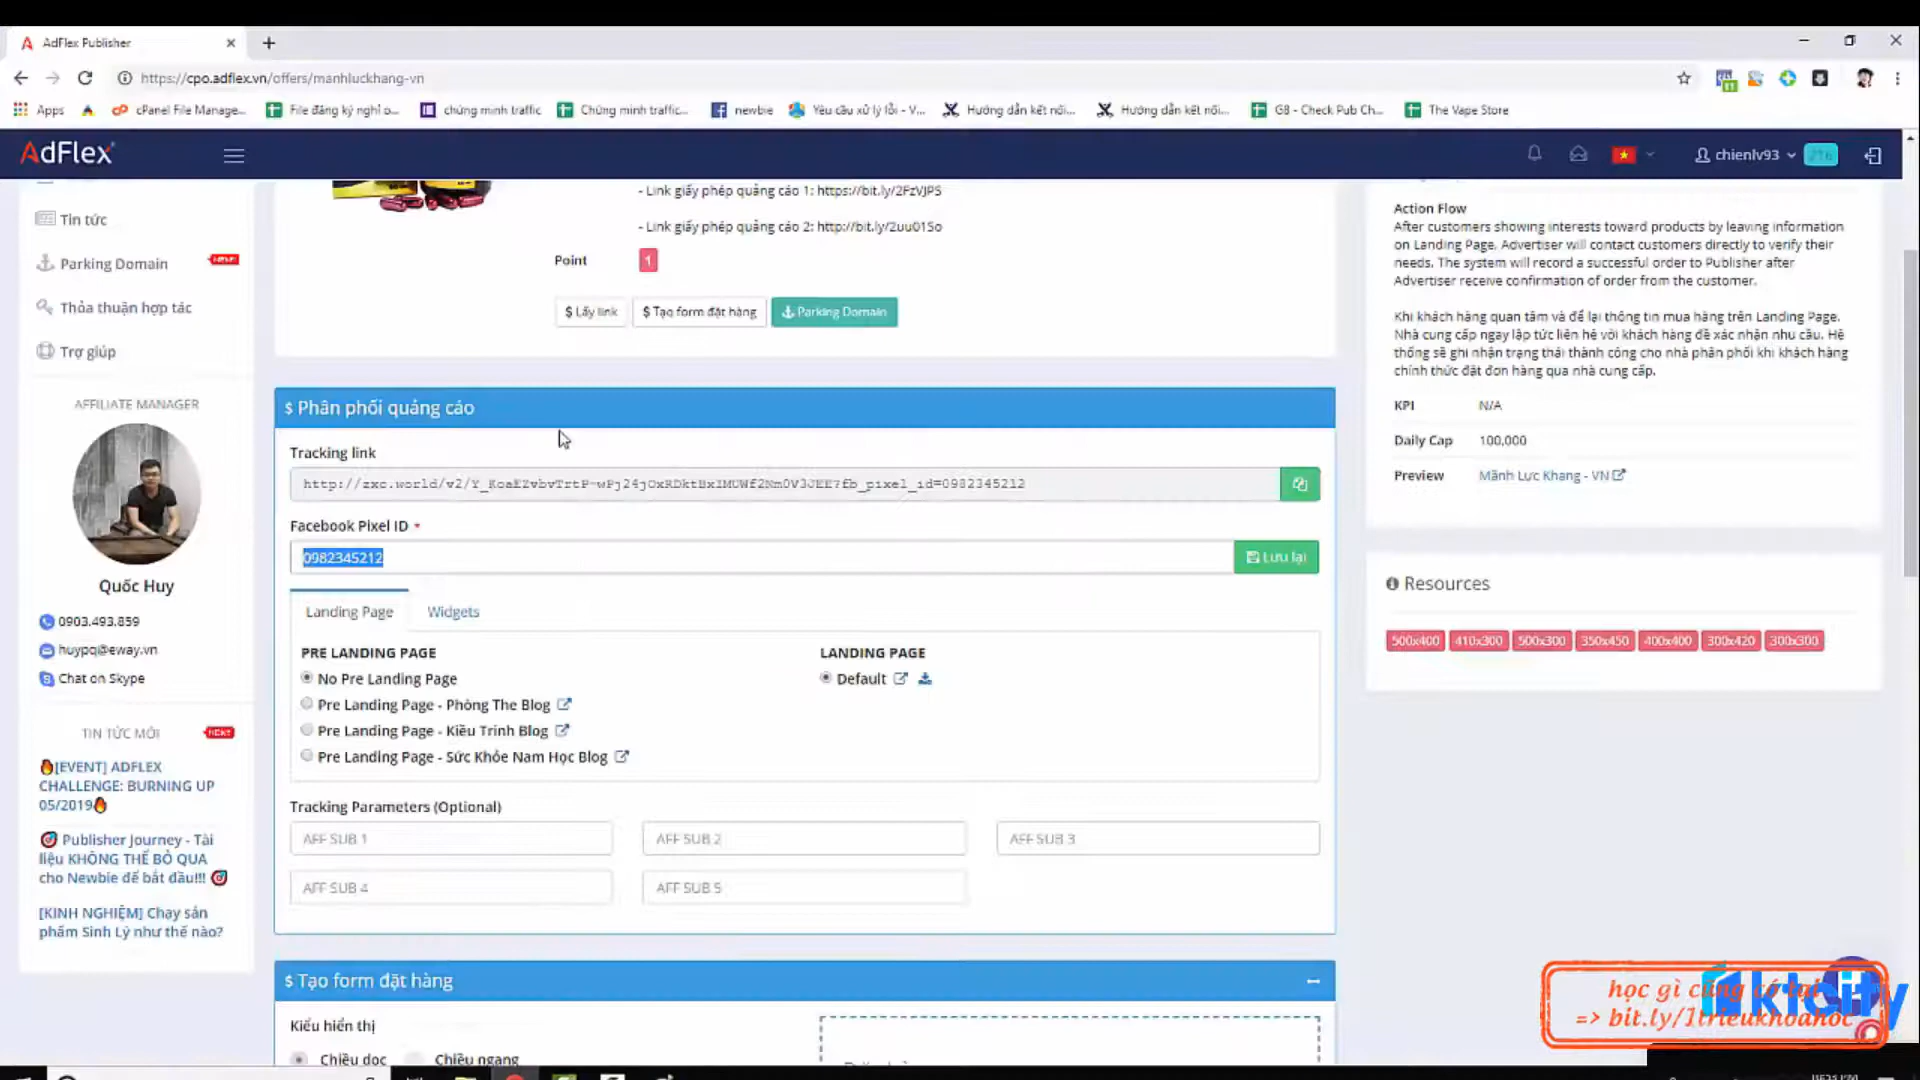 AdFlex Publisher
https://cpo.adflex.vn/offers/manhluckhang-vn
Apps
cPanel File Manage...
File đăng ký nghỉ o...
chứng minh traffic
Chứng minh traffic...
newbie
Yêu cầu xử lý lỗi - V...
Hướng dẫn kết nối...
Hướng dẫn kết nối...
G8 - Check Pub Ch...
The Vape Store
AdFlex
chienlv93
216
Tin tức
Parking Domain
Thỏa thuận hợp tác
Trợ giúp
AFFILIATE MANAGER
Quốc Huy
0903.493.859
huypq@eway.vn
Chat on Skype
TIN TỨC MỚI
NEW!
[EVENT] ADFLEX
CHALLENGE: BURNING UP
05/2019
Publisher Journey - Tài
liệu KHÔNG THỂ BỎ QUA
cho Newbie để bắt đầu!!!
[KINH NGHIỆM] Chạy sản
phẩm Sinh Lý như thế nào?
- Link giấy phép quảng cáo 1: https://bit.ly/2FzVJPS
- Link giấy phép quảng cáo 2: http://bit.ly/2uu01So
Point
1
$ Lấy link
$ Tạo form đặt hàng
Parking Domain
$ Phân phối quảng cáo
Tracking link
Facebook Pixel ID *
0982345212
Lưu lại
Landing Page
Widgets
PRE LANDING PAGE
No Pre Landing Page
Pre Landing Page - Phòng The Blog
Pre Landing Page - Kiều Trinh Blog
Pre Landing Page - Sức Khỏe Nam Học Blog
LANDING PAGE
Default
Tracking Parameters (Optional)
AFF SUB 1
AFF SUB 2
AFF SUB 3
AFF SUB 4
AFF SUB 5
$ Tạo form đặt hàng
Kiểu hiển thị
Chiều dọc
Chiều ngang
Action Flow
After customers showing interests toward products by leaving information
on Landing Page. Advertiser will contact customers directly to verify their
needs. The system will record a successful order to Publisher after
Advertiser receive confirmation of order from the customer.
Khi khách hàng quan tâm và để lại thông tin mua hàng trên Landing Page.
Nhà cung cấp ngay lập tức liên hệ với khách hàng để xác nhận nhu cầu. Hệ
thống sẽ ghi nhận trạng thái thành công cho nhà phân phối khi khách hàng
chính thức đặt đơn hàng qua nhà cung cấp.
KPI
N/A
Daily Cap
100,000
Preview
Mãnh Lực Khang - VN
Resources
500x400
410x300
500x300
350x450
400x400
300x420
300x300
học gì cũng có tại
=> bit.ly/1trieukhoahoc
ktcity